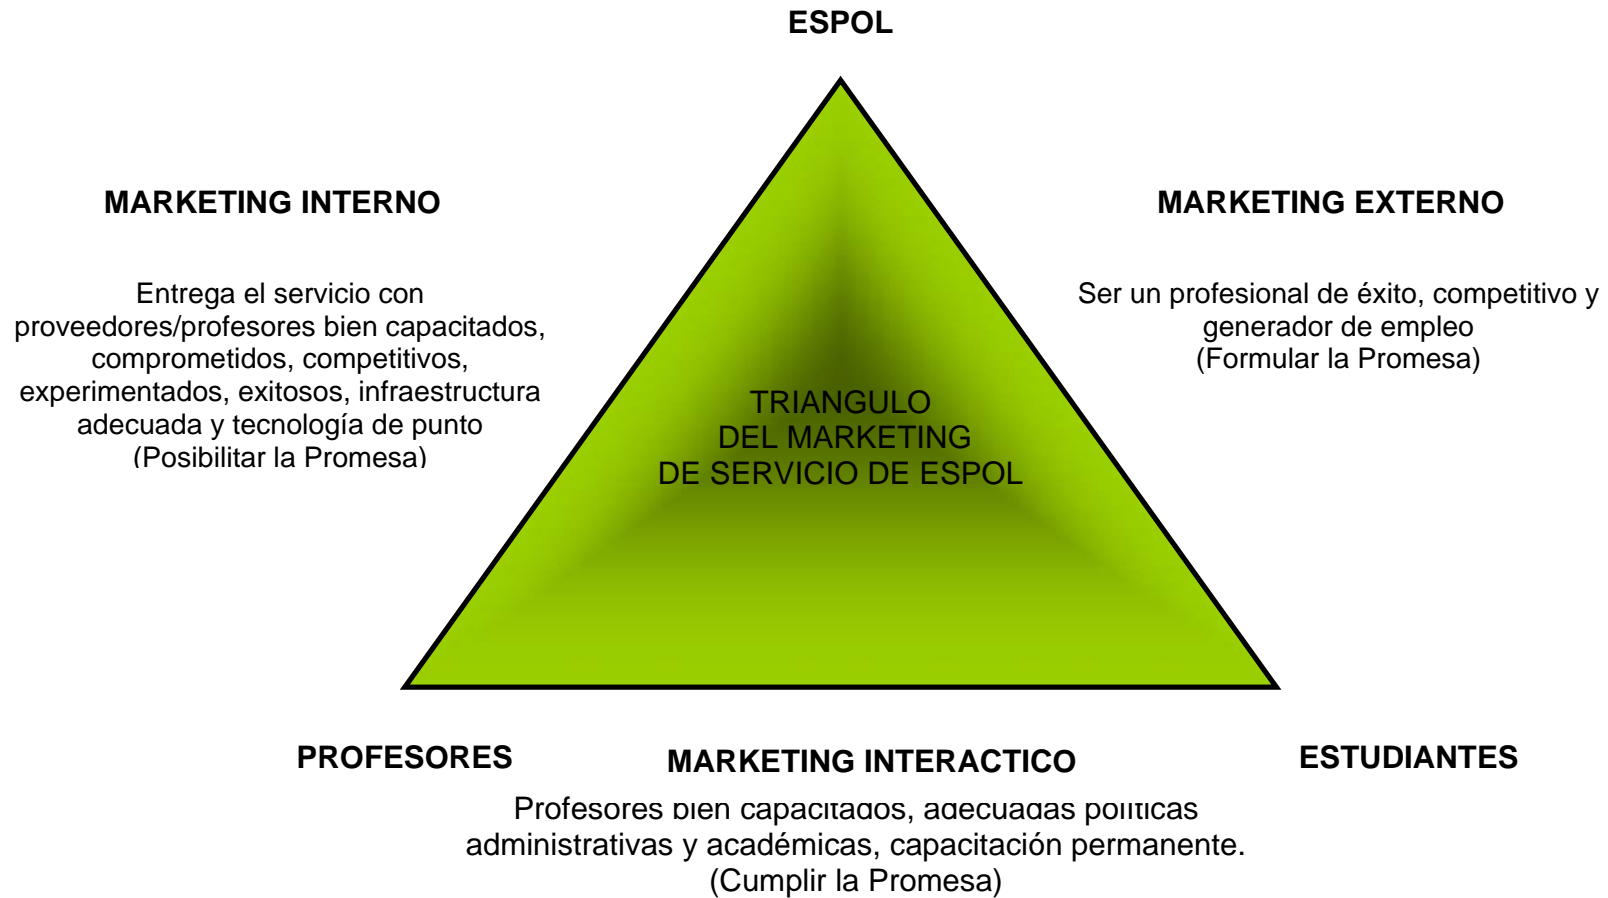 ESPOL
MARKETING INTERNO
Entrega el servicio con
proveedores/profesores bien capacitados,
comprometidos, competitivos,
experimentados, exitosos, infraestructura
adecuada y tecnología de punto
(Posibilitar la Promesa)
MARKETING EXTERNO
Ser un profesional de éxito, competitivo y
generador de empleo
(Formular la Promesa)
TRIANGULO
DEL MARKETING
DE SERVICIO DE ESPOL
PROFESORES
MARKETING INTERACTICO
ESTUDIANTES
Profesores bien capacitados, adecuadas políticas
administrativas y académicas, capacitación permanente.
(Cumplir la Promesa)